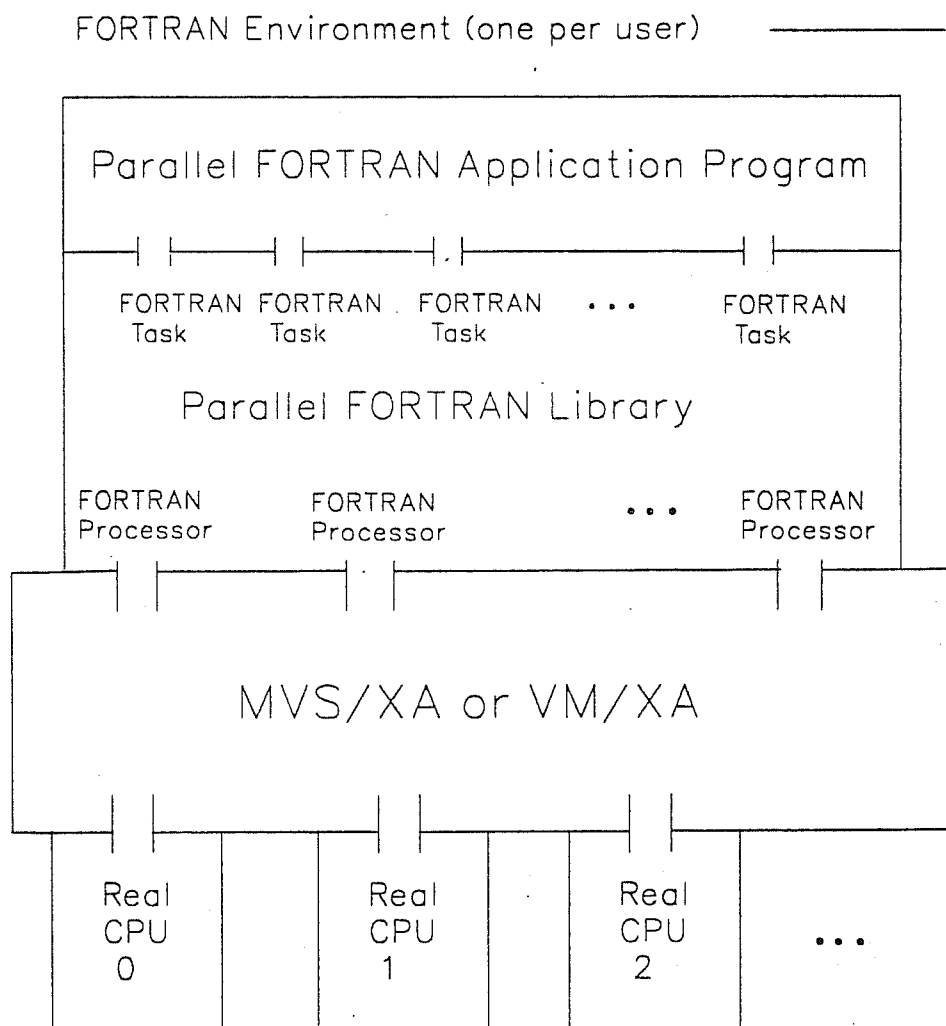 FORTRAN Environment (one per user)
Parallel FORTRAN Application Program
FORTRAN Task
FORTRAN Task
FORTRAN Task
...
FORTRAN Task
Parallel FORTRAN Library
FORTRAN Processor
FORTRAN Processor
...
FORTRAN Processor
MVS/XA or VM/XA
Real CPU 0
Real CPU 1
Real CPU 2
...